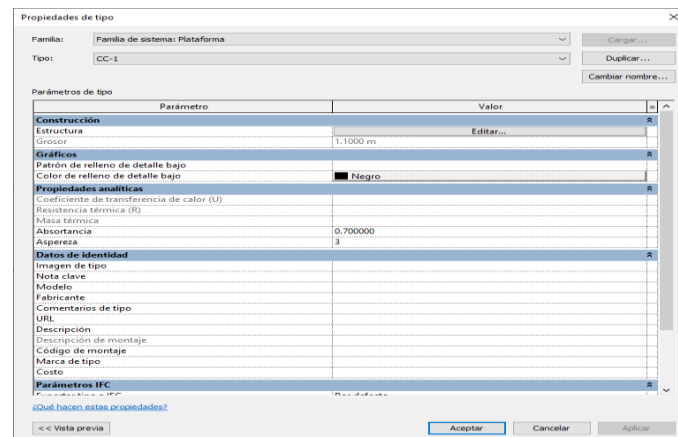 Propiedades de tipo
Familia: Familia de sistema: Plataforma Cargar...
Tipo: CC-1 Duplicar...
Cambiar nombre...
Parámetros de tipo
Parámetro Valor =
Construcción
Estructura Editar...
Grosor 1.1000 m
Gráficos
Patrón de relleno de detalle bajo
Color de relleno de detalle bajo Negro
Propiedades analíticas
Coeficiente de transferencia de calor (U)
Resistencia térmica (R)
Masa térmica
Absortancia 0.700000
Aspereza 3
Datos de identidad
Imagen de tipo
Nota clave
Modelo
Fabricante
Comentarios de tipo
URL
Descripción
Descripción de montaje
Código de montaje
Marca de tipo
Costo
Parámetros IFC
¿Qué hacen estas propiedades?
<< Vista previa Aceptar Cancelar Aplicar